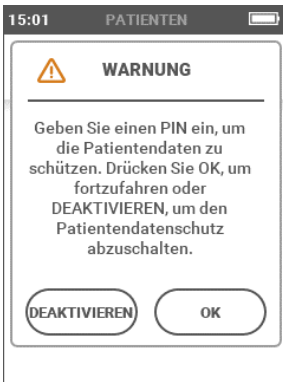 15:01 PATIENTEN
WARNUNG
Geben Sie einen PIN ein, um
die Patientendaten zu
schützen. Drücken Sie OK, um
fortzufahren oder
DEAKTIVIEREN, um den
Patientendatenschutz
abzuschalten.
DEAKTIVIEREN OK